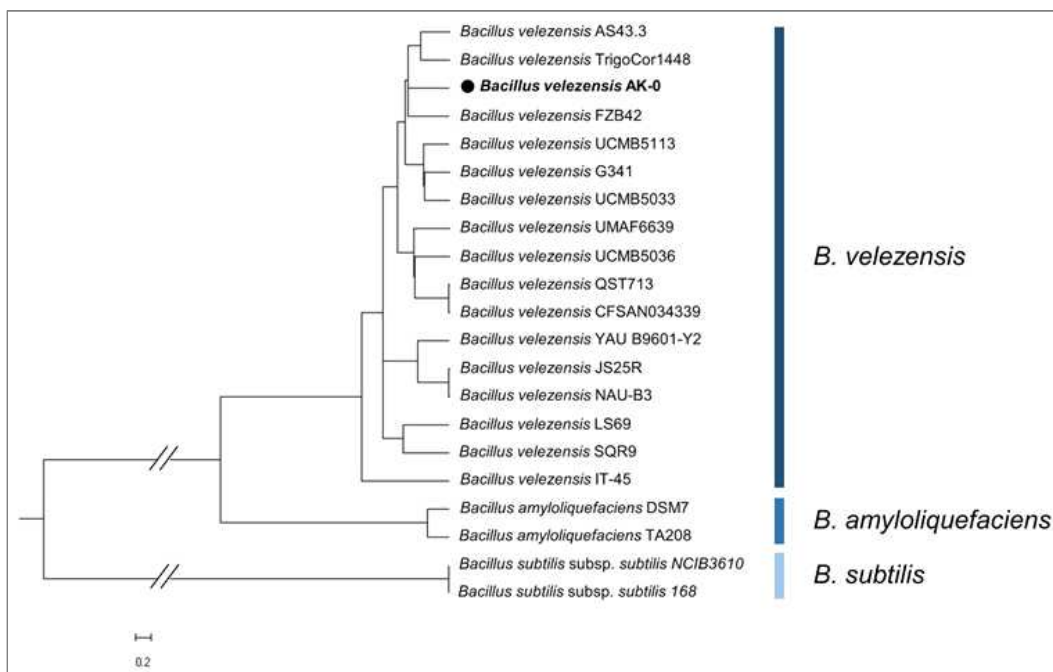 Bacillus velezensis AS43.3
Bacillus velezensis TrigoCor1448
Bacillus velezensis AK-0
Bacillus velezensis FZB42
Bacillus velezensis UCMB5113
Bacillus velezensis G341
Bacillus velezensis UCMB5033
Bacillus velezensis UMAF6639
Bacillus velezensis UCMB5036
Bacillus velezensis QST713
Bacillus velezensis CFSAN034339
Bacillus velezensis YAU B9601-Y2
Bacillus velezensis JS25R
Bacillus velezensis NAU-B3
Bacillus velezensis LS69
Bacillus velezensis SQR9
Bacillus velezensis IT-45
Bacillus amyloliquefaciens DSM7
Bacillus amyloliquefaciens TA208
Bacillus subtilis subsp. subtilis NCIB3610
Bacillus subtilis subsp. subtilis 168
B. velezensis
B. amyloliquefaciens
B. subtilis
0.2